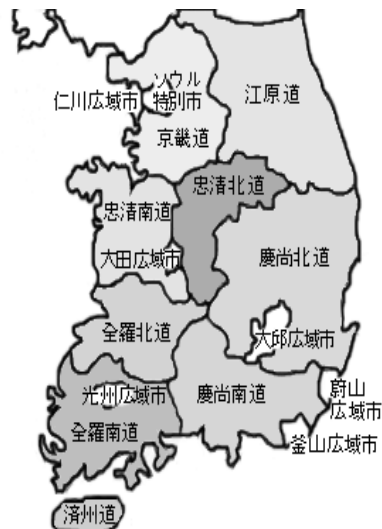 ソウル
特別市
仁川広域市
江原道
京畿道
忠清北道
忠清南道
大田広域市
慶尚北道
全羅北道
大邱広域市
光州広域市
慶尚南道
蔚山
広域市
全羅南道
釜山広域市
済州道